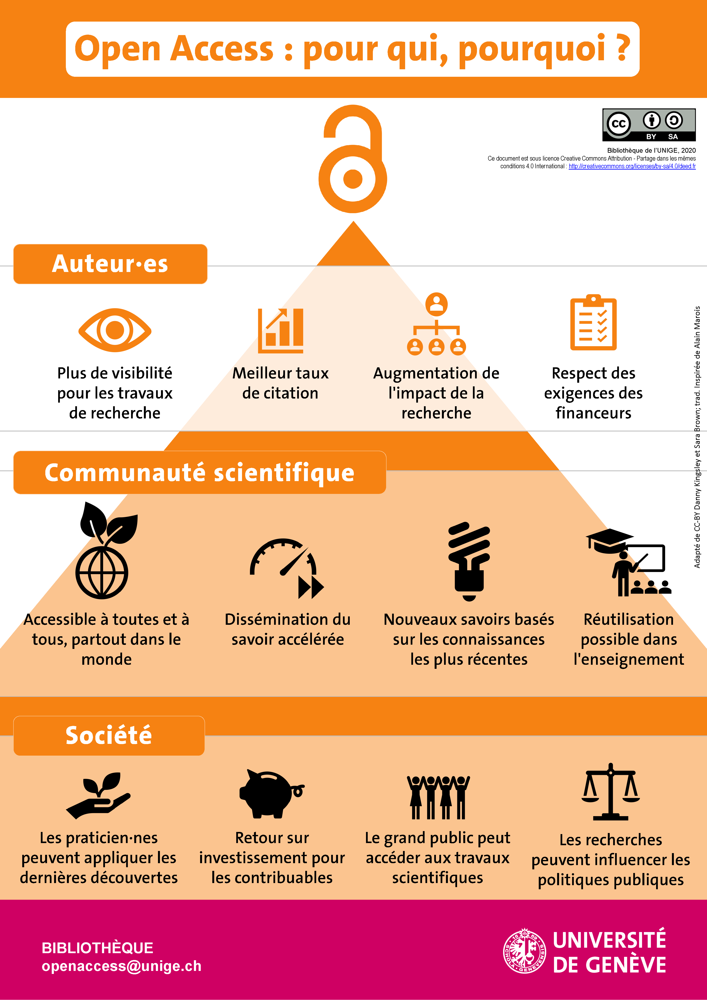 Open Access : pour qui, pourquoi ?
cc
BY SA
Bibliothèque de l'UNIGE, 2020
Ce document est sous licence Creative Commons Attribution - Partage dans les mêmes
conditions 4.0 International : http://creativecommons.org/licenses/by-sa/4.0/deed.fr
Auteur·es
Plus de visibilité
pour les travaux
de recherche
Meilleur taux
de citation
Augmentation de
l'impact de la
recherche
Respect des
exigences des
financeurs
Adapté de CC-BY Danny Kingsley et Sara Brown; trad. Inspirée de Alain Marois
Communauté scientifique
Accessible à toutes et à
tous, partout dans le
monde
Dissémination du
savoir accélérée
Nouveaux savoirs basés
sur les connaissances
les plus récentes
Réutilisation
possible dans
l'enseignement
Société
Les praticien·nes
peuvent appliquer les
dernières découvertes
Retour sur
investissement pour
les contribuables
Le grand public peut
accéder aux travaux
scientifiques
Les recherches
peuvent influencer les
politiques publiques
BIBLIOTHÈQUE
openaccess@unige.ch
SCHOLA · GENEVENSIS
1559
UNIVERSITÉ
DE GENÈVE